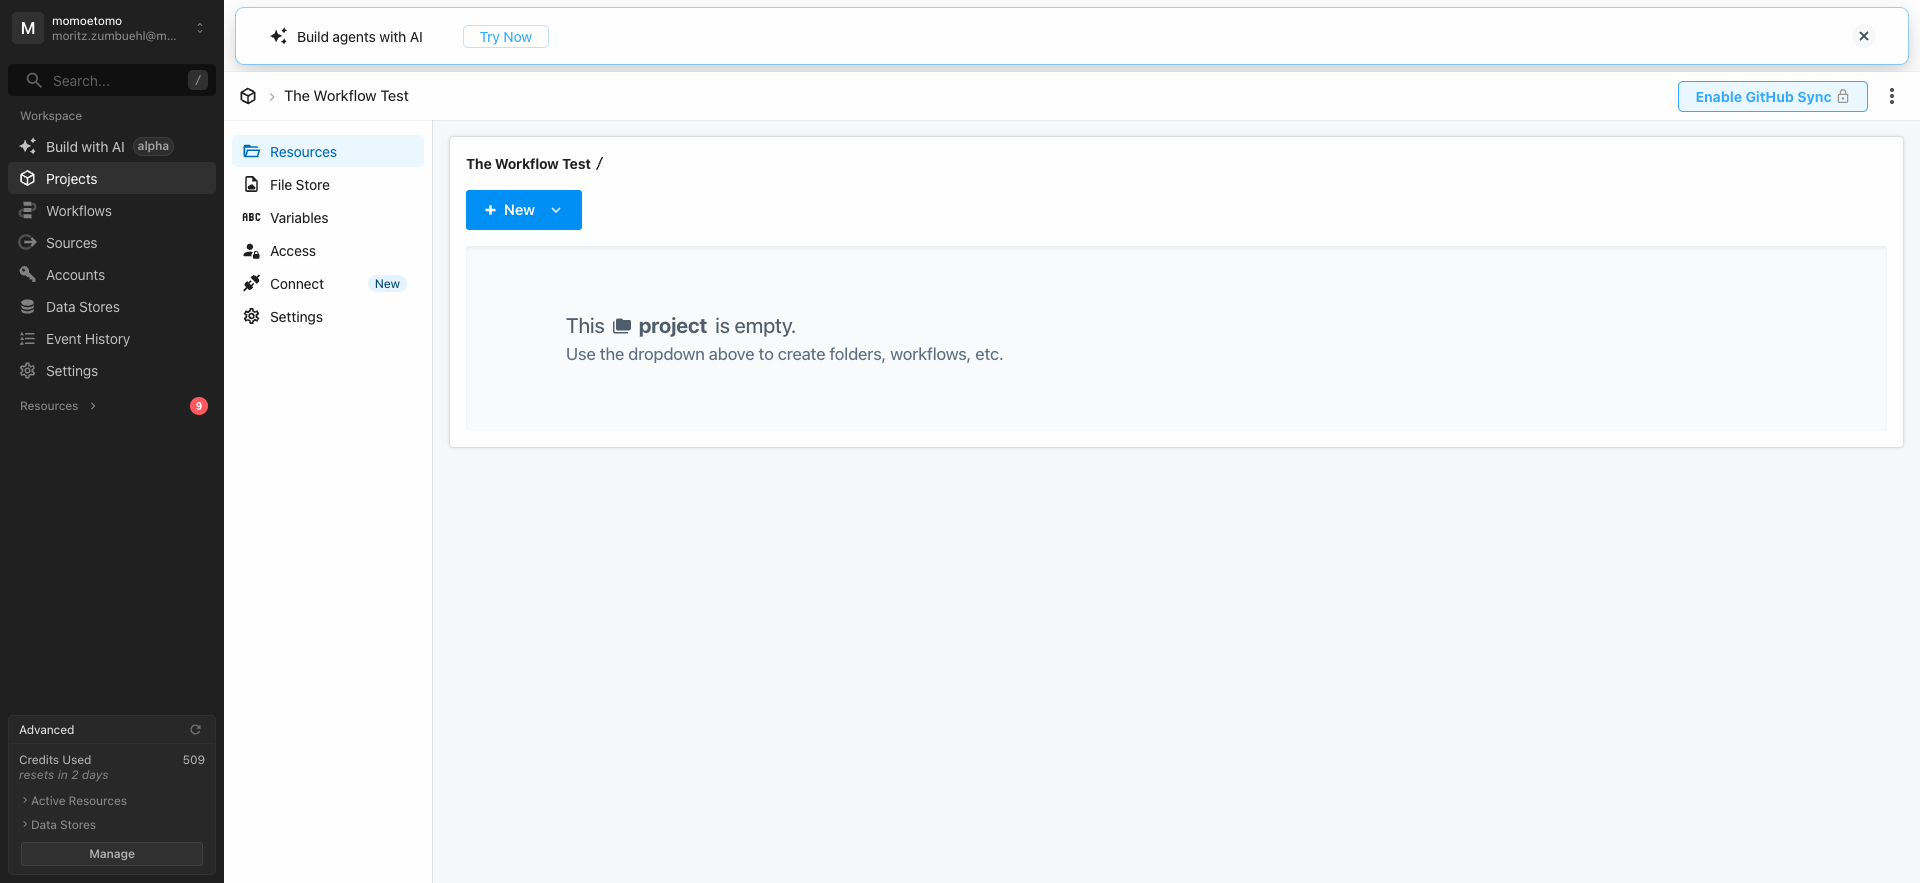 M
momoetomo
moritz.zumbuehl@m...
Search...
/
Workspace
Build with AI alpha
Projects
Workflows
Sources
Accounts
Data Stores
Event History
Settings
Resources
9
Advanced
Credits Used 509
resets in 2 days
Active Resources
Data Stores
Manage
Build agents with AI Try Now
The Workflow Test
Enable GitHub Sync
Resources
File Store
ABC Variables
Access
Connect New
Settings
The Workflow Test /
+ New
This project is empty.
Use the dropdown above to create folders, workflows, etc.